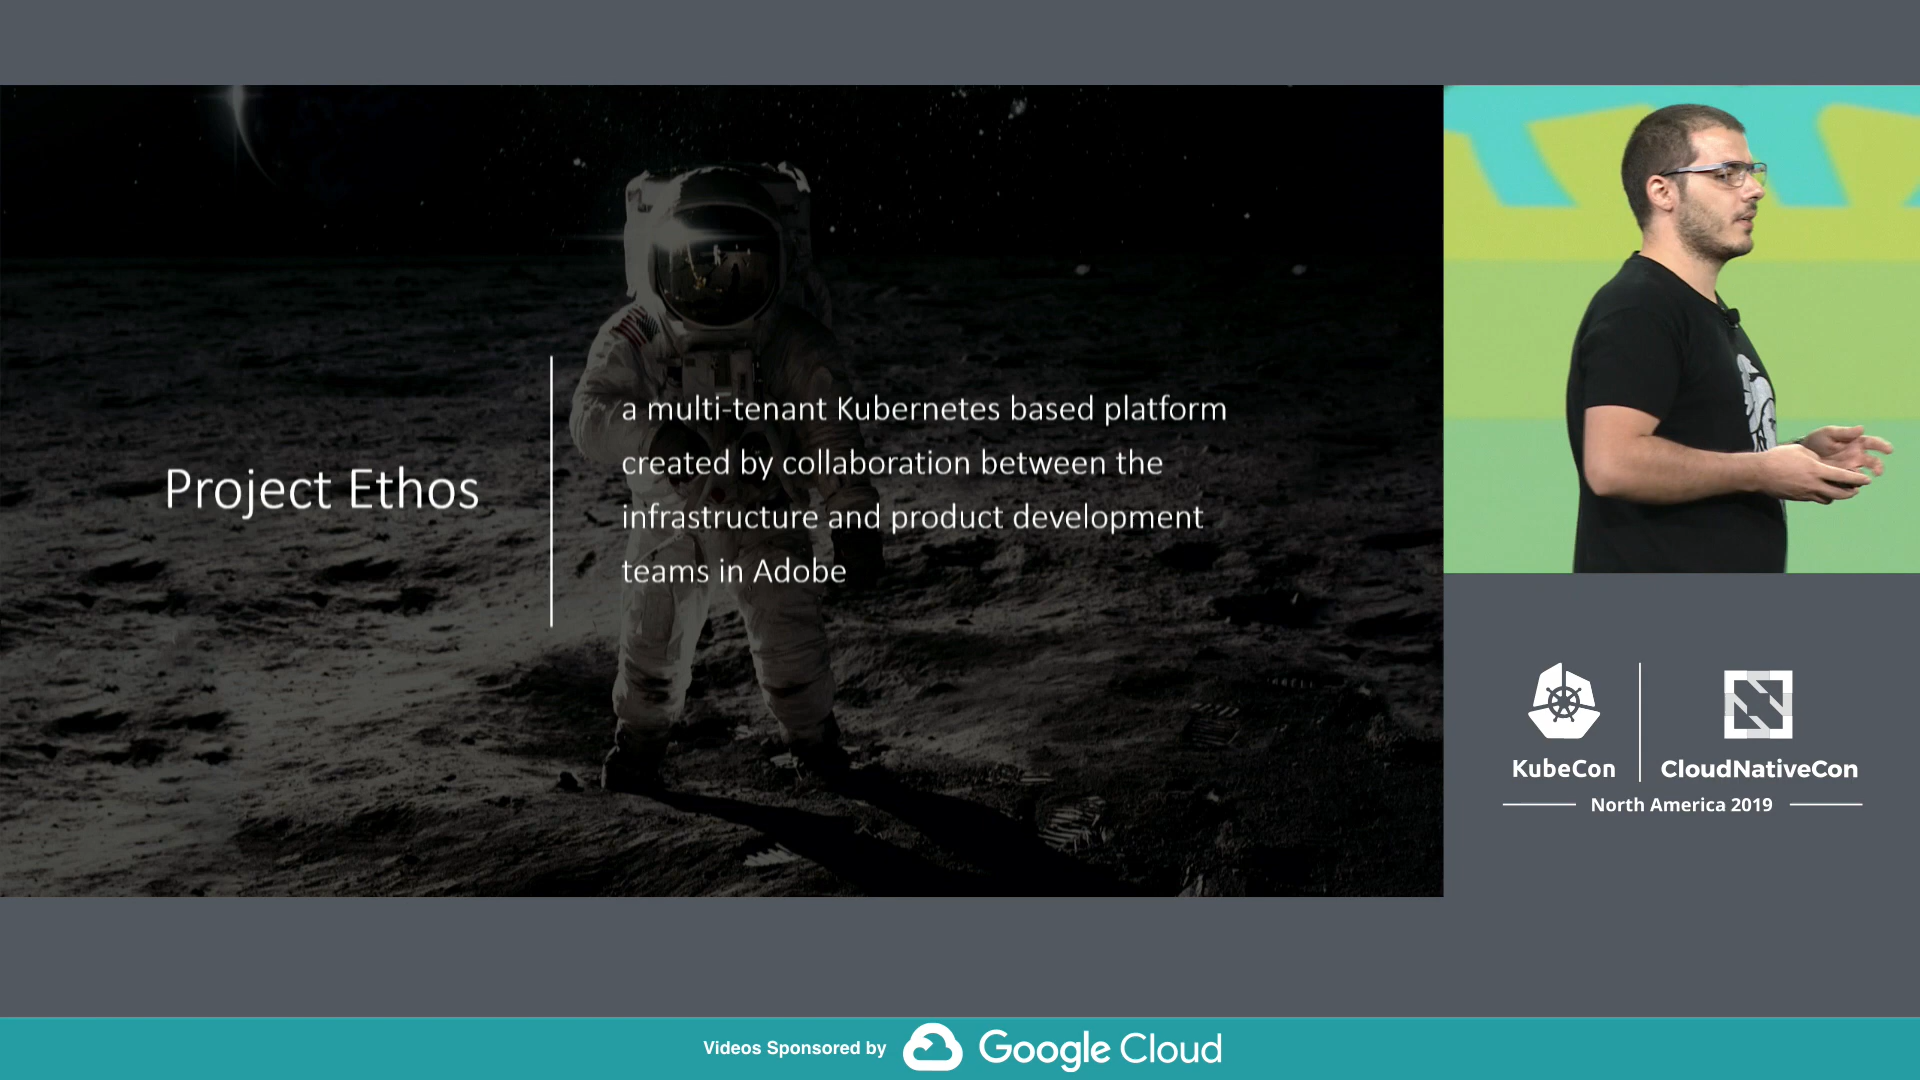 Project Ethos
a multi-tenant Kubernetes based platform
created by collaboration between the
infrastructure and product development
teams in Adobe
KubeCon
CloudNativeCon
North America 2019
Videos Sponsored by
Google Cloud